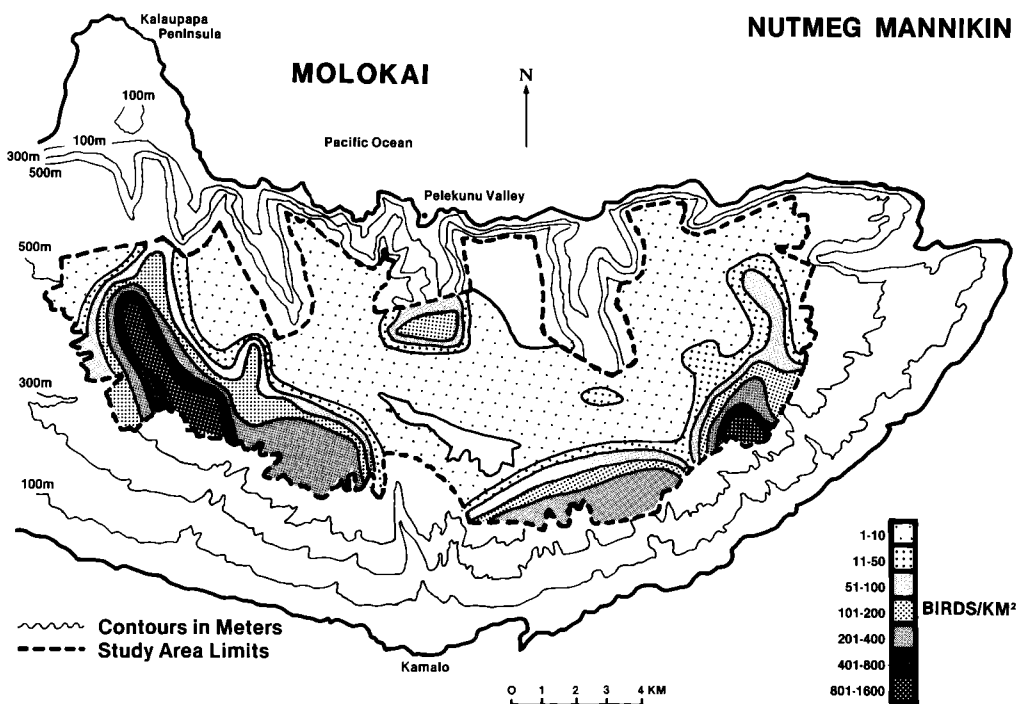 NUTMEG MANNIKIN
Kalaupapa
Peninsula
MOLOKAI
N
100m
Pacific Ocean
100m
300m
500m
Pelekunu Valley
500m
300m
100m
1-10
11-50
51-100
101-200
BIRDS/KM²
201-400
401-800
801-1600
Contours in Meters
Study Area Limits
Kamalo
0 1 2 3 4 KM